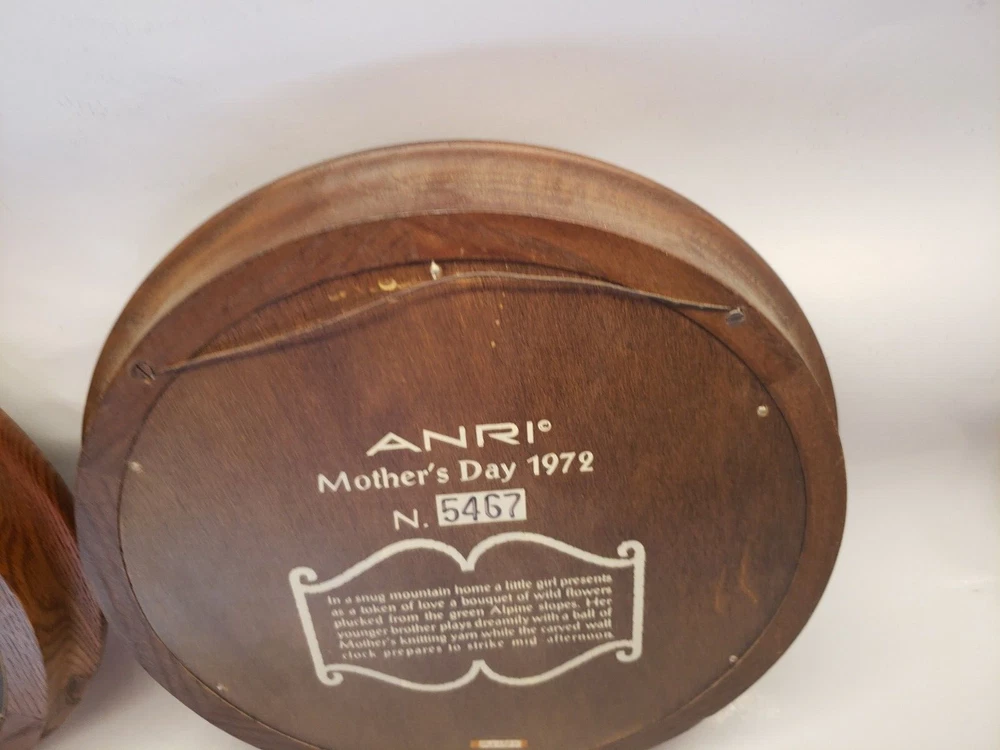 ANRI
Mother's Day 1972
N. 5467
In a snug mountain home a little girl presents
as a token of love a bouquet of wild flowers
plucked from the green Alpine slopes. Her
younger brother plays dreamily with a ball of
Mother's knitting yarn while the carved wall
clock prepares to strike mid afternoon.